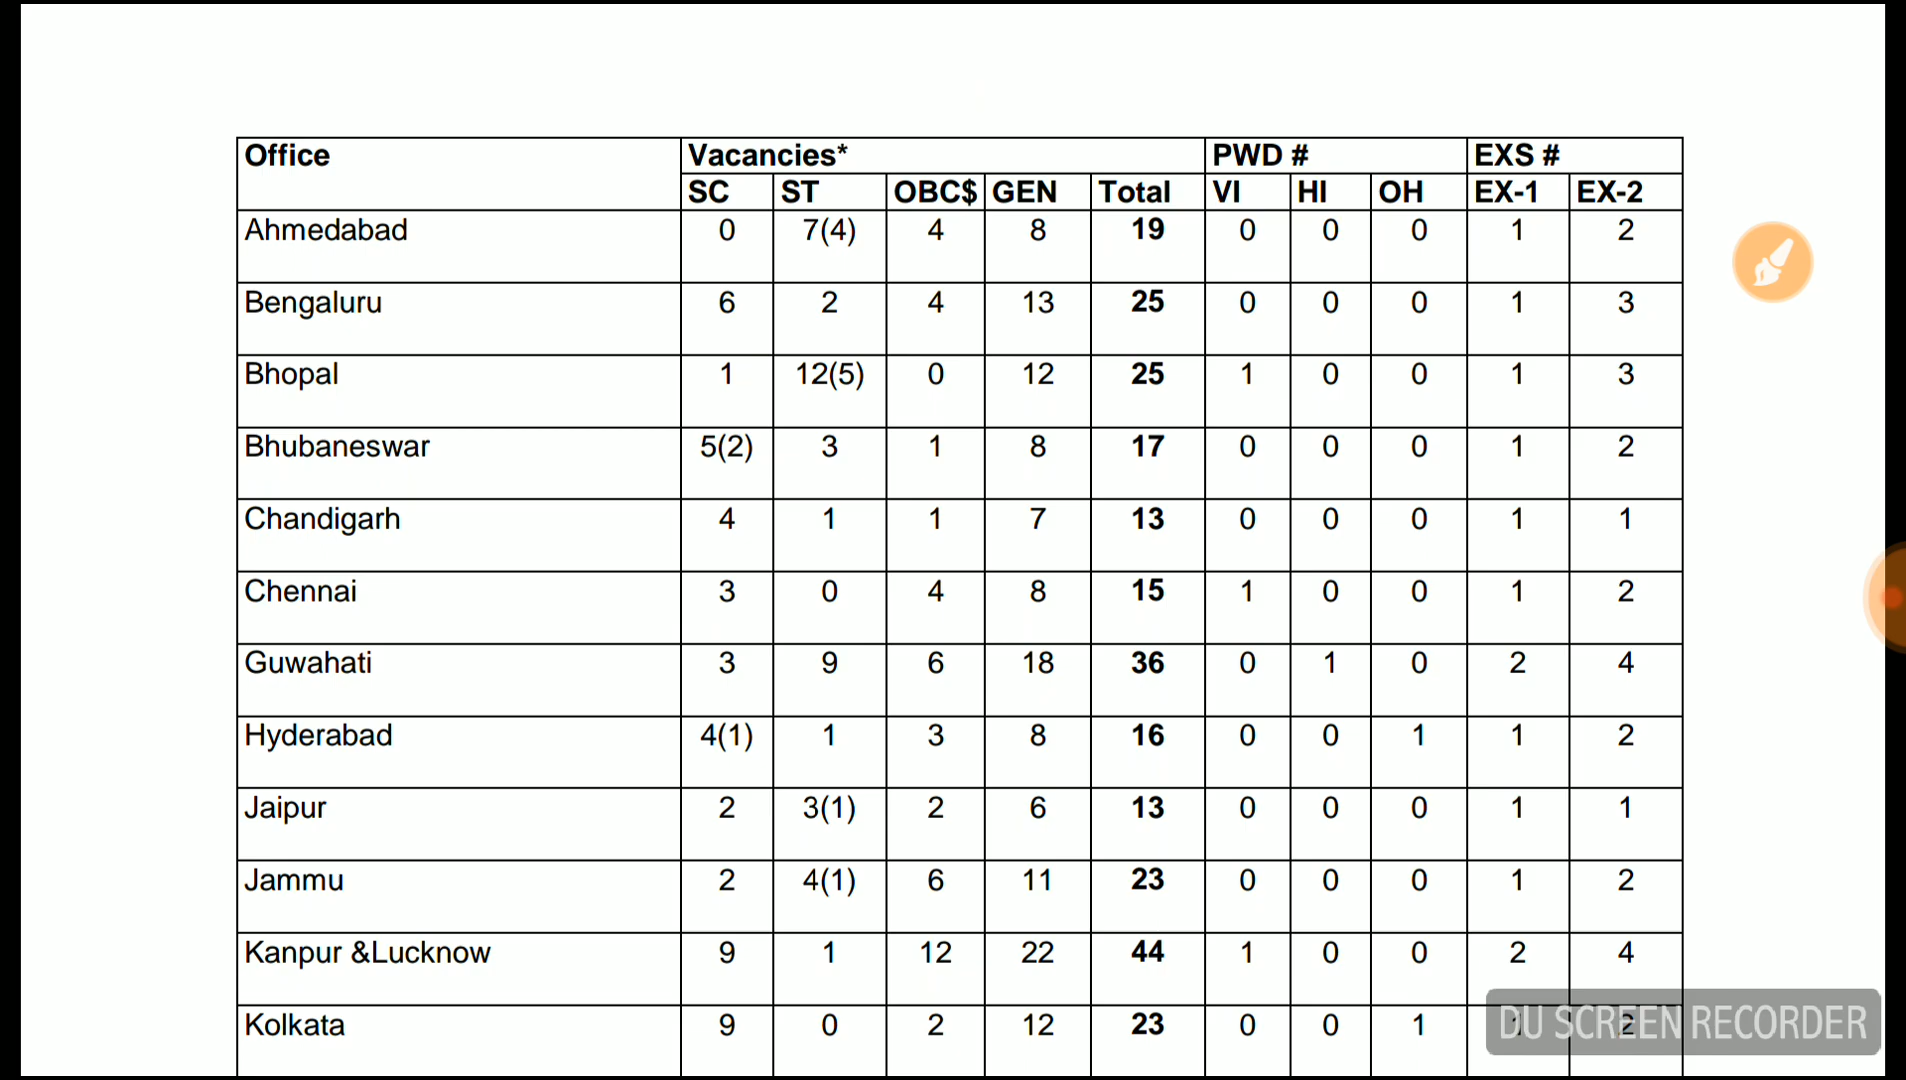 Office Vacancies* PWD # EXS #
SC ST OBC$ GEN Total VI HI OH EX-1 EX-2
Ahmedabad 0 7(4) 4 8 19 0 0 0 1 2
Bengaluru 6 2 4 13 25 0 0 0 1 3
Bhopal 1 12(5) 0 12 25 1 0 0 1 3
Bhubaneswar 5(2) 3 1 8 17 0 0 0 1 2
Chandigarh 4 1 1 7 13 0 0 0 1 1
Chennai 3 0 4 8 15 1 0 0 1 2
Guwahati 3 9 6 18 36 0 1 0 2 4
Hyderabad 4(1) 1 3 8 16 0 0 1 1 2
Jaipur 2 3(1) 2 6 13 0 0 0 1 1
Jammu 2 4(1) 6 11 23 0 0 0 1 2
Kanpur &Lucknow 9 1 12 22 44 1 0 0 2 4
Kolkata 9 0 2 12 23 0 0 1 1 2
DU SCREEN RECORDER